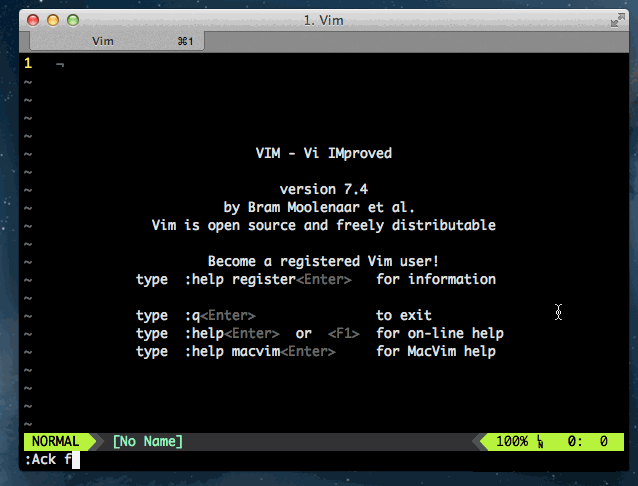 1. Vim
Vim ⌘1
1 ¬
~
~
~
~
~ VIM - Vi IMproved
~
~ version 7.4
~ by Bram Moolenaar et al.
~ Vim is open source and freely distributable
~
~ Become a registered Vim user!
~ type :help register<Enter> for information
~
~ type :q<Enter> to exit
~ type :help<Enter> or <F1> for on-line help
~ type :help macvim<Enter> for MacVim help
~
~
~
~
NORMAL [No Name] 100% ␤ 0: 0
:Ack f